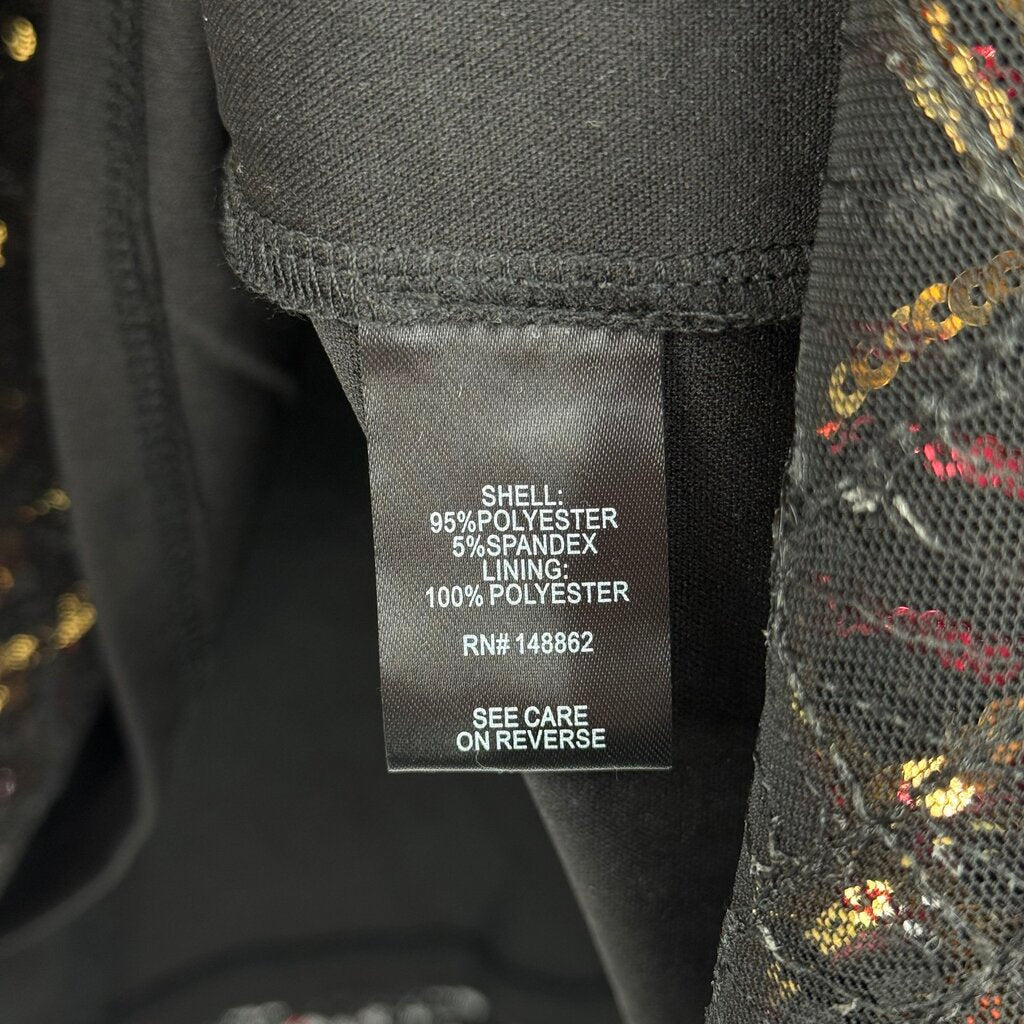 SHELL:
95%POLYESTER
5%SPANDEX
LINING:
100% POLYESTER
RN# 148862
SEE CARE
ON REVERSE